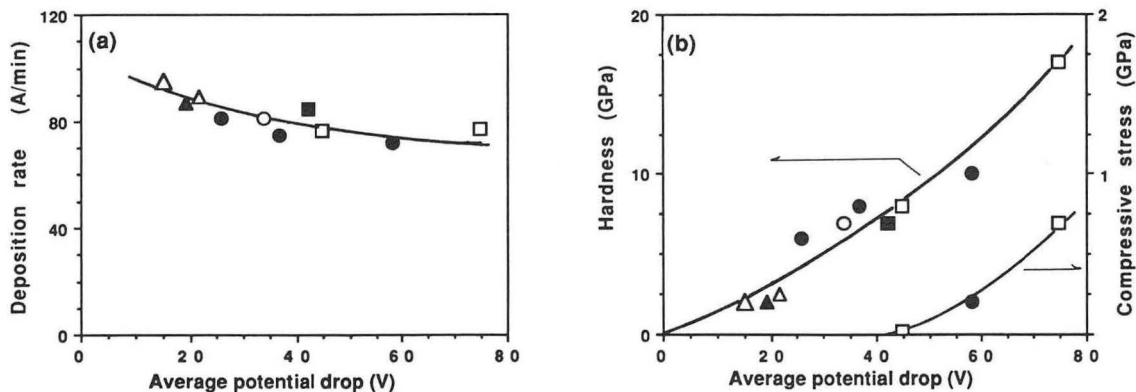 (a)
Deposition rate (A/min)
120
80
40
0
0 20 40 60 80
Average potential drop (V)
(b)
Hardness (GPa)
20
10
0
0 20 40 60 80
Average potential drop (V)
2
1
0
Compressive stress (GPa)